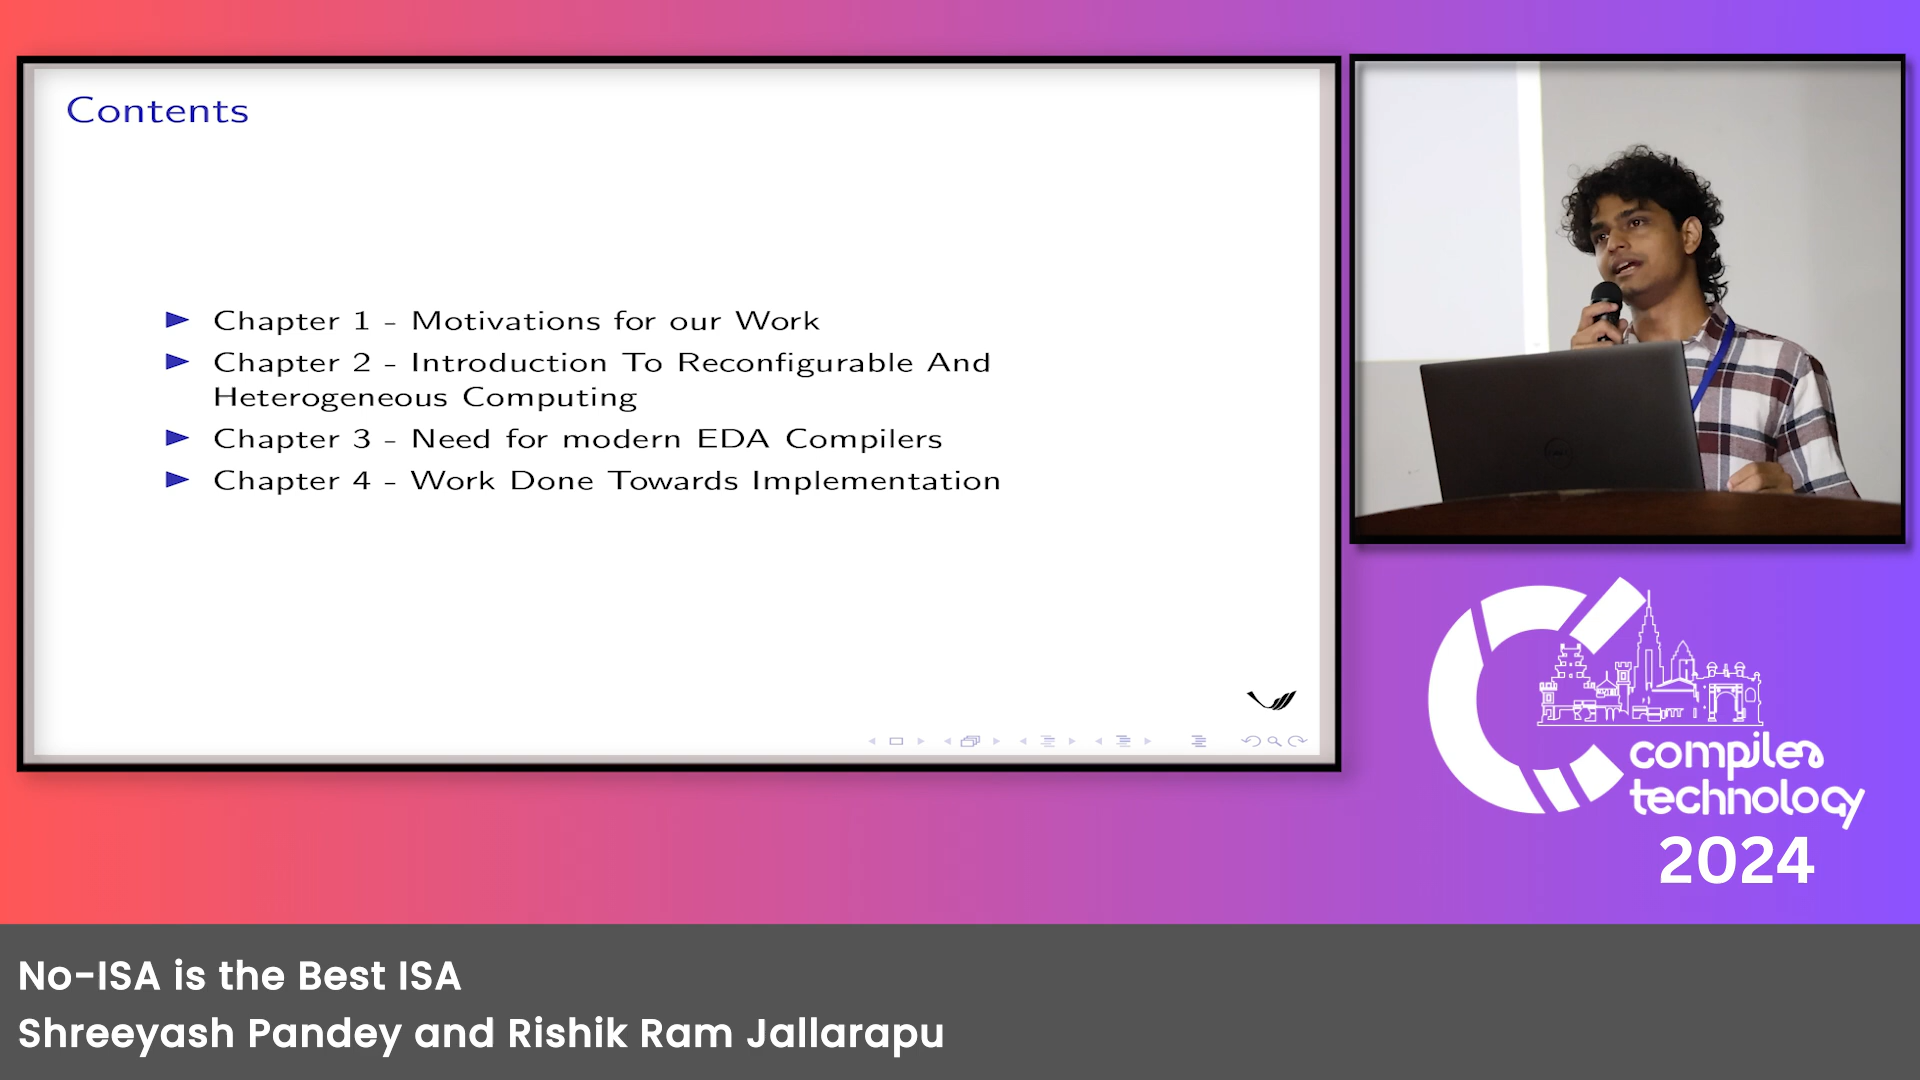 Contents
Chapter 1 - Motivations for our Work
Chapter 2 - Introduction To Reconfigurable And
Heterogeneous Computing
Chapter 3 - Need for modern EDA Compilers
Chapter 4 - Work Done Towards Implementation
compiler
technology
2024
No-ISA is the Best ISA
Shreeyash Pandey and Rishik Ram Jallarapu